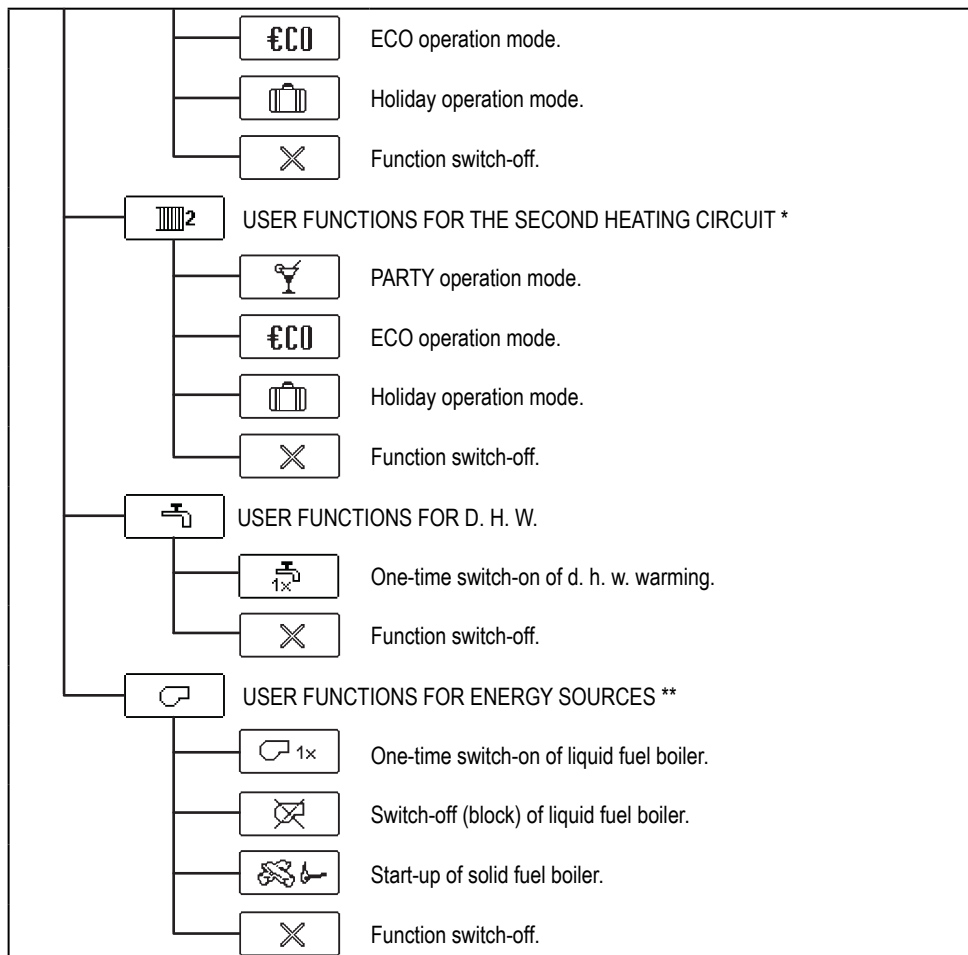 €CO ECO operation mode.
Holiday operation mode.
Function switch-off.
2 USER FUNCTIONS FOR THE SECOND HEATING CIRCUIT *
PARTY operation mode.
€CO ECO operation mode.
Holiday operation mode.
Function switch-off.
USER FUNCTIONS FOR D. H. W.
1x One-time switch-on of d. h. w. warming.
Function switch-off.
USER FUNCTIONS FOR ENERGY SOURCES **
1x One-time switch-on of liquid fuel boiler.
Switch-off (block) of liquid fuel boiler.
Start-up of solid fuel boiler.
Function switch-off.